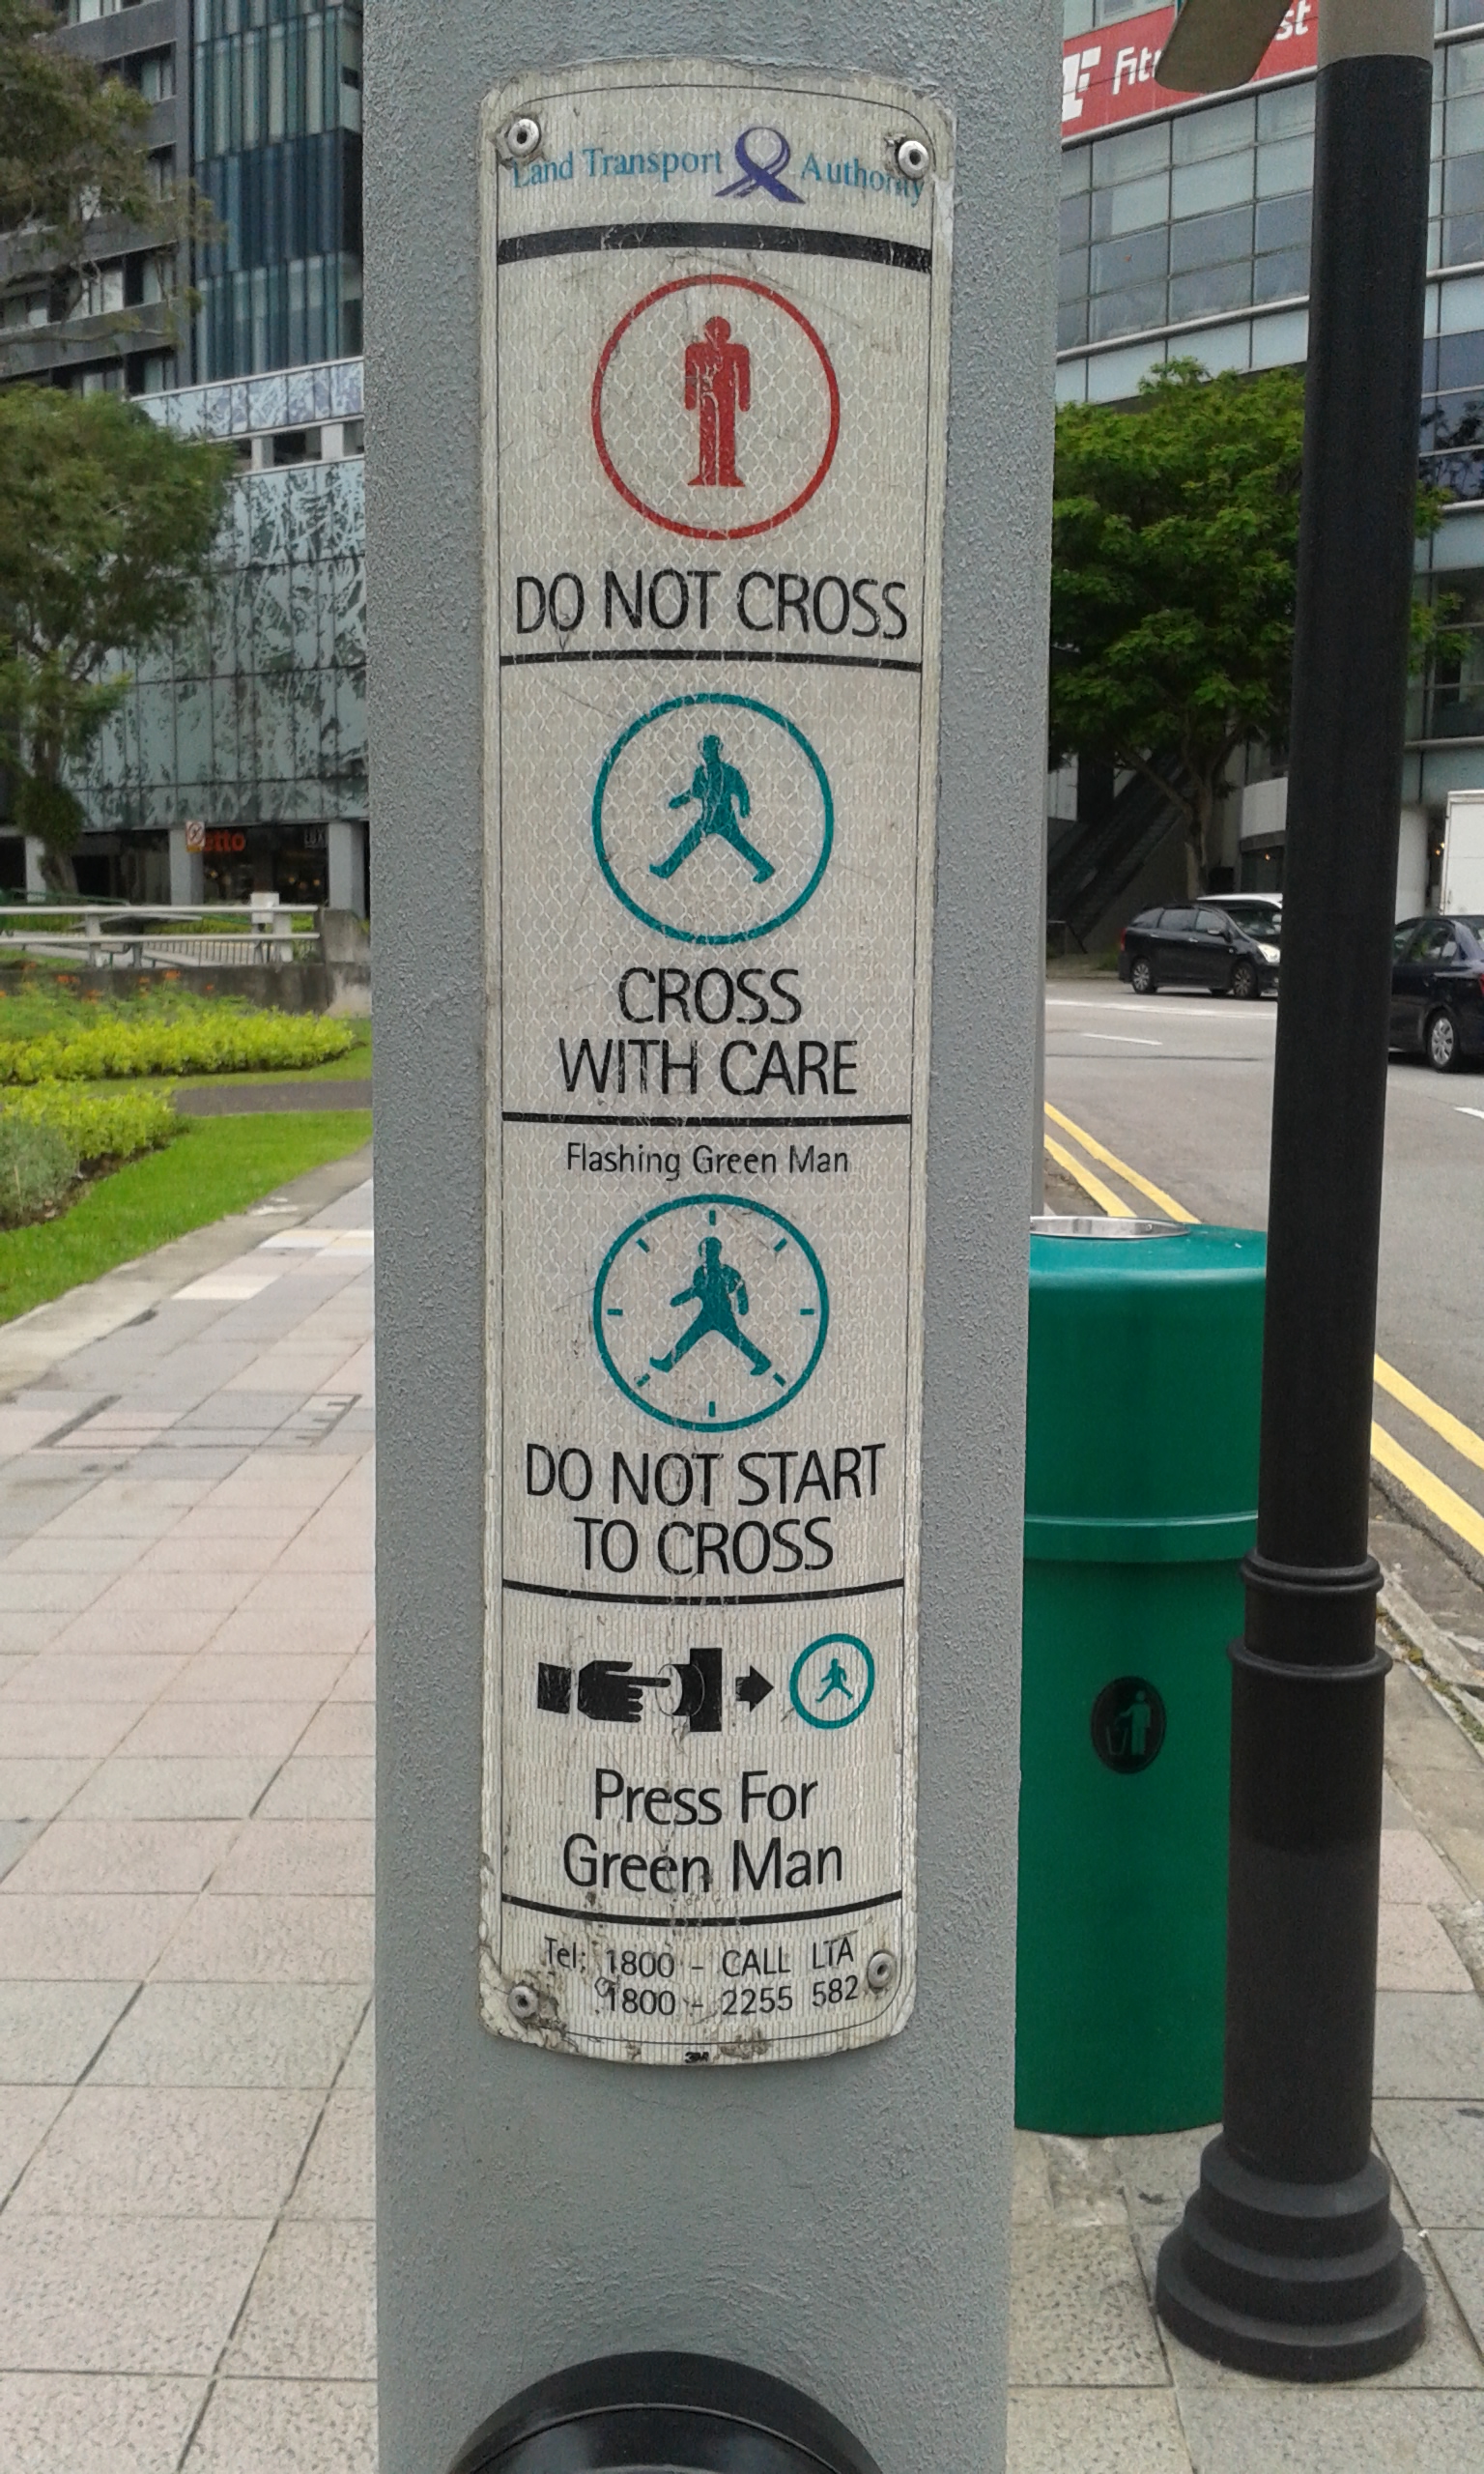 Land Transport Authority
DO NOT CROSS
CROSS
WITH CARE
Flashing Green Man
DO NOT START
TO CROSS
Press For
Green Man
Tel: 1800 - CALL LTA
1800 - 2255 582
3M